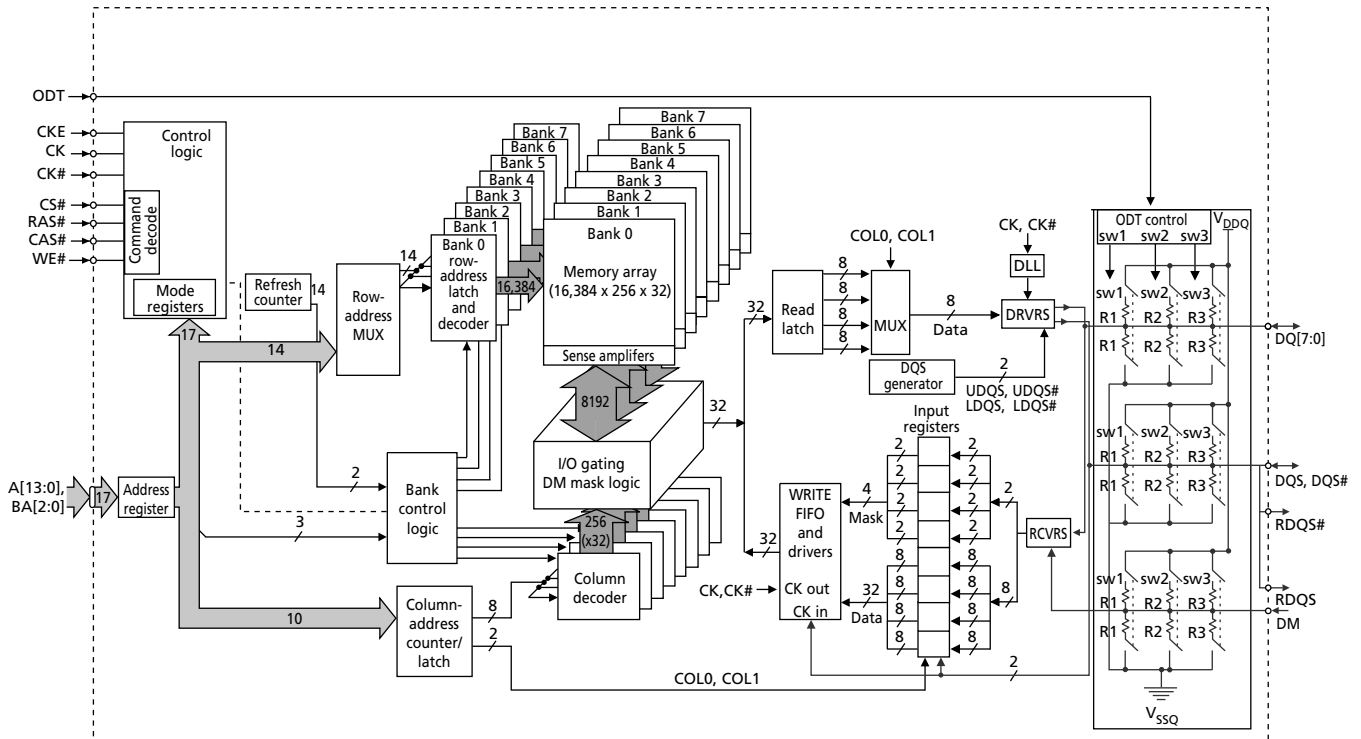 ODT
CKE
CK
CK#
CS#
RAS#
CAS#
WE#
Control
logic
Command
decode
Mode
registers
Refresh
counter
14
17
14
Row-
address
MUX
14
Bank 7
Bank 6
Bank 5
Bank 4
Bank 3
Bank 2
Bank 1
Bank 0
row-
address
latch
and
decoder
16,384
Bank 7
Bank 6
Bank 5
Bank 4
Bank 3
Bank 2
Bank 1
Bank 0
Memory array
(16,384 x 256 x 32)
Sense amplifers
8192
I/O gating
DM mask logic
32
256
(x32)
Column
decoder
A[13:0],
BA[2:0]
17
Address
register
2
3
Bank
control
logic
10
Column-
address
counter/
latch
8
2
COL0, COL1
32
Read
latch
8
8
8
8
COL0, COL1
MUX
8
Data
CK, CK#
DLL
DRVRS
DQS
generator
2
UDQS, UDQS#
LDQS, LDQS#
Input
registers
2
2
2
2
8
8
8
8
2
2
2
2
8
8
8
8
2
8
4
Mask
32
Data
WRITE
FIFO
and
drivers
CK out
CK in
32
CK,CK#
RCVRS
2
ODT control
sw1 sw2 sw3
VDDQ
sw1 sw2 sw3
R1 R2 R3
R1 R2 R3
sw1 sw2 sw3
R1 R2 R3
R1 R2 R3
sw1 sw2 sw3
R1 R2 R3
R1 R2 R3
VSSQ
DQ[7:0]
DQS, DQS#
RDQS#
RDQS
DM